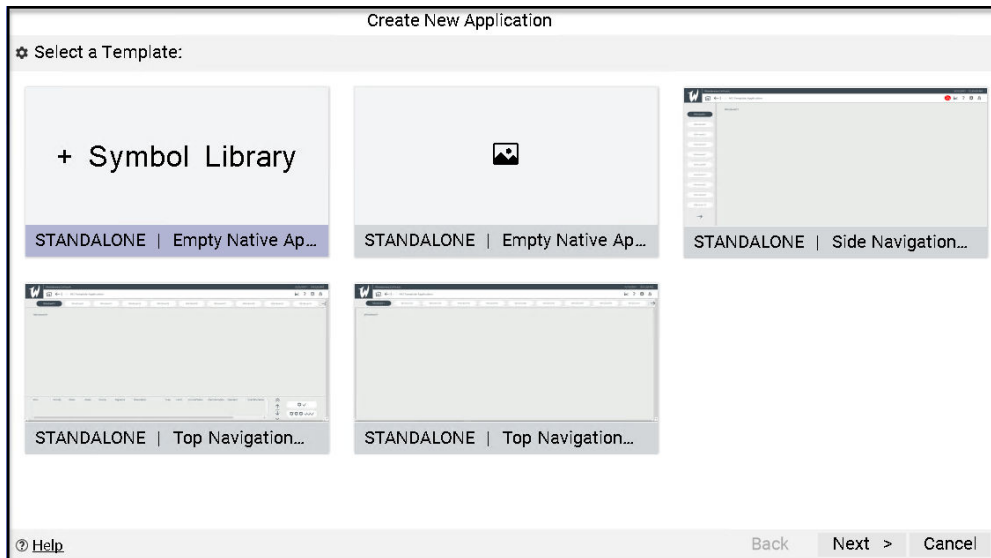 Create New Application
Select a Template:
+ Symbol Library
STANDALONE | Empty Native Ap...
STANDALONE | Empty Native Ap...
STANDALONE | Side Navigation...
STANDALONE | Top Navigation...
STANDALONE | Top Navigation...
Help
Back
Next >
Cancel